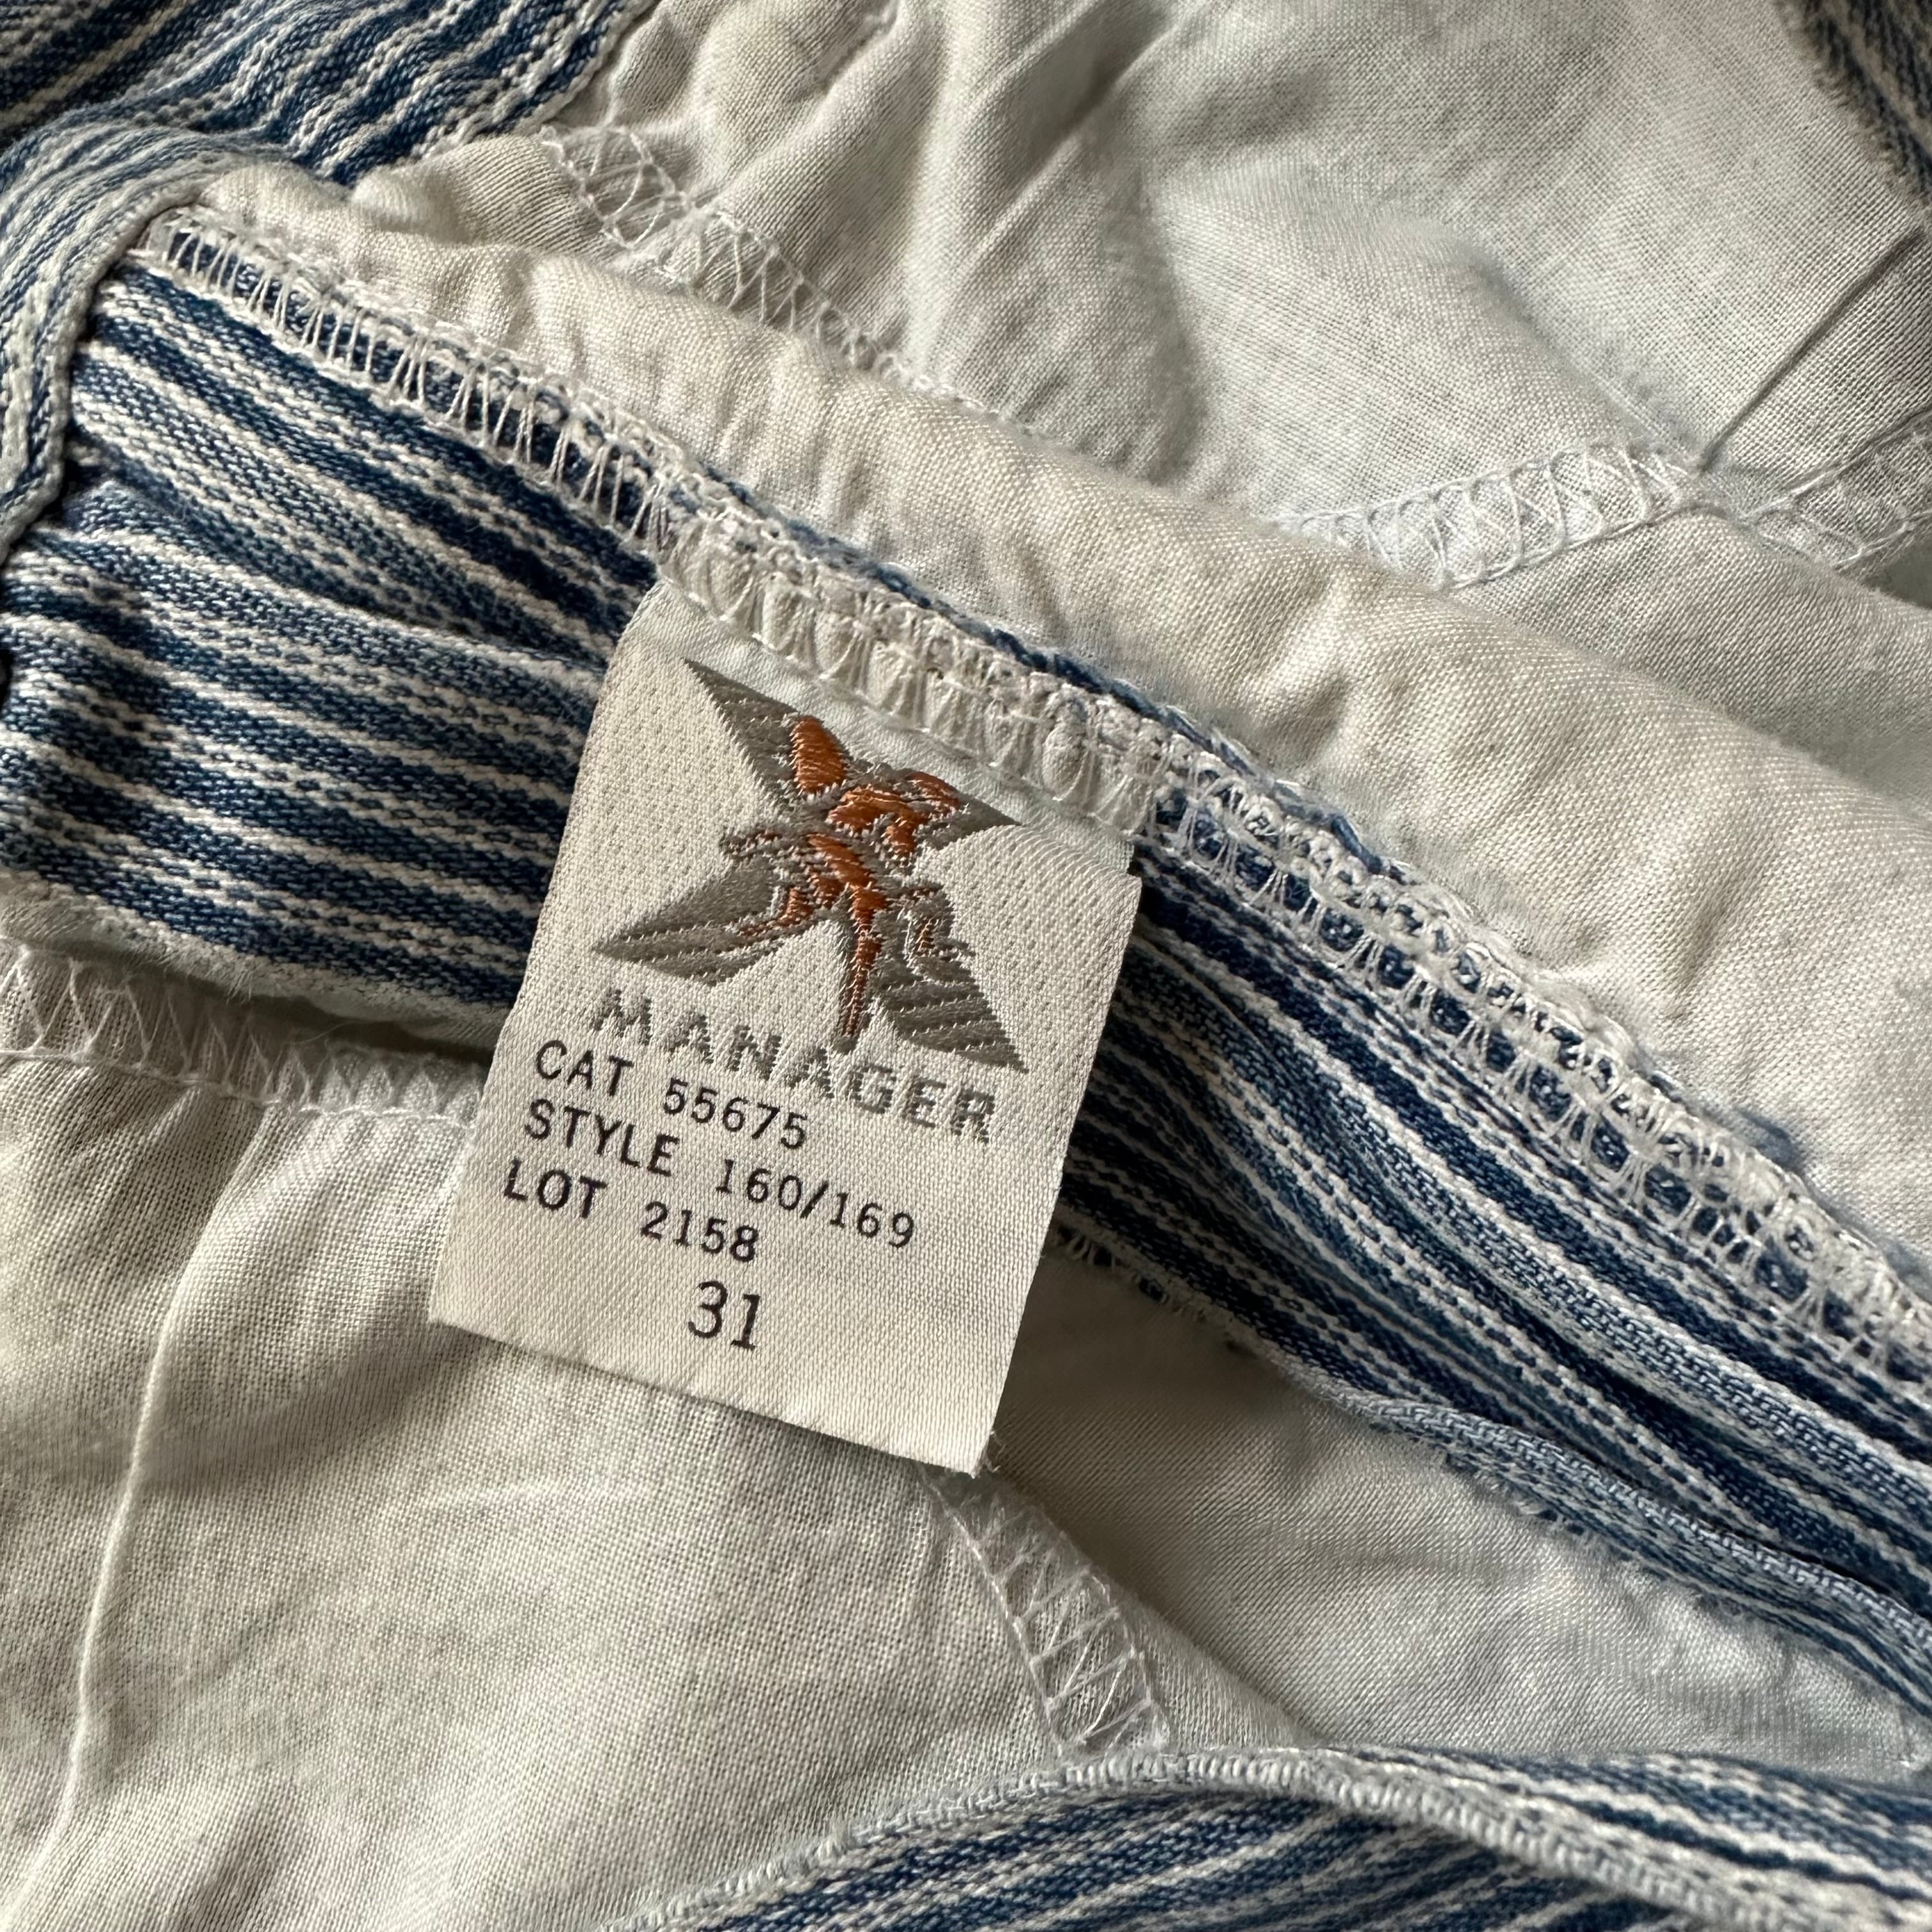 MANAGER
CAT 55675
STYLE 160/169
LOT 2158
31